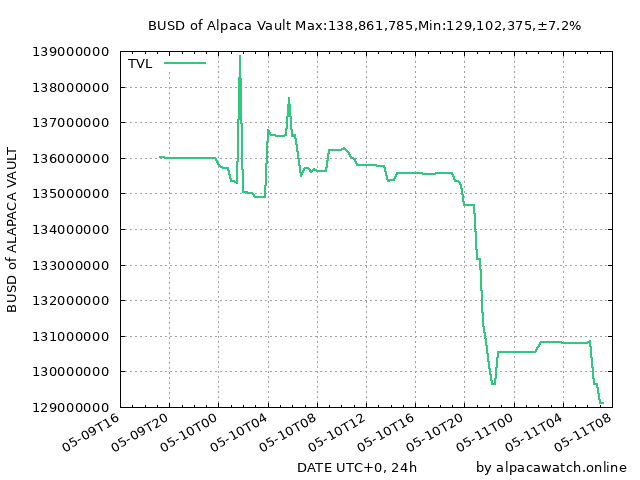 BUSD of Alpaca Vault Max:138,861,785,Min:129,102,375,±7.2%
TVL
BUSD of ALAPACA VAULT
139000000
138000000
137000000
136000000
135000000
134000000
133000000
132000000
131000000
130000000
129000000
05-09T16
05-09T20
05-10T00
05-10T04
05-10T08
05-10T12
05-10T16
05-10T20
05-11T00
05-11T04
05-11T08
DATE UTC+0, 24h
by alpacawatch.online